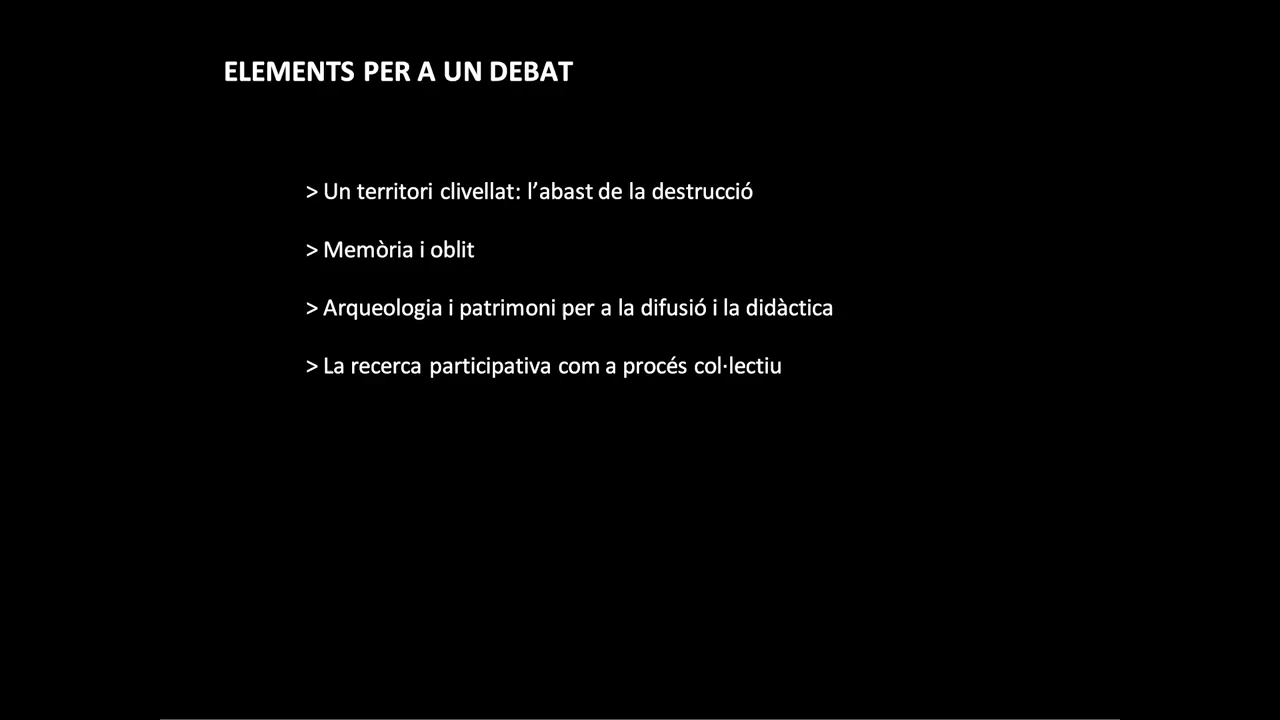 ELEMENTS PER A UN DEBAT
> Un territori clivellat: l’abast de la destrucció
> Memòria i oblit
> Arqueologia i patrimoni per a la difusió i la didàctica
> La recerca participativa com a procés col·lectiu